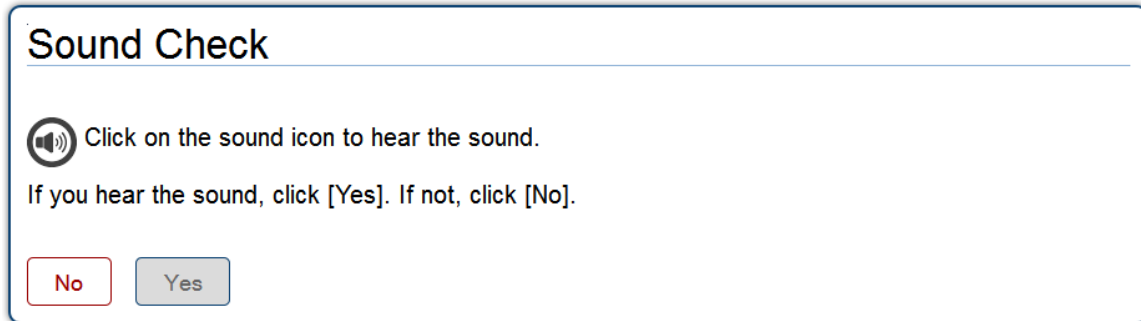 Sound Check
Click on the sound icon to hear the sound.
If you hear the sound, click [Yes]. If not, click [No].
No Yes